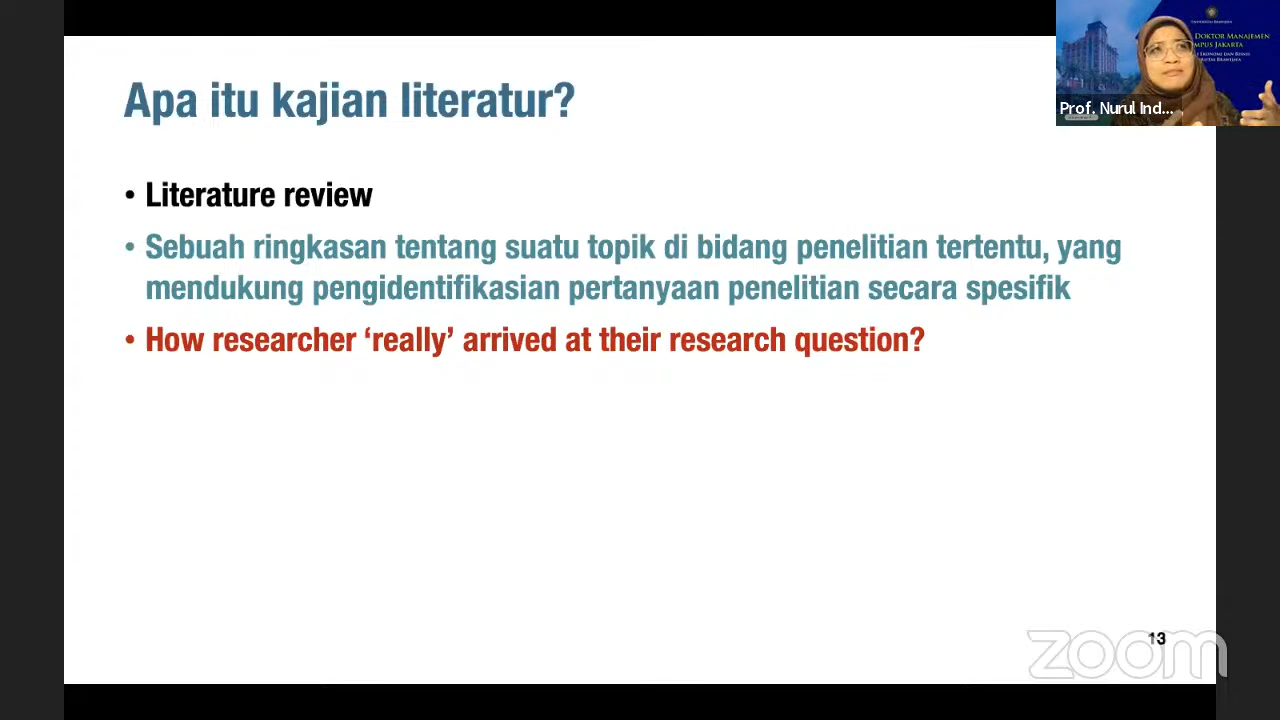 Apa itu kajian literatur?
• Literature review
• Sebuah ringkasan tentang suatu topik di bidang penelitian tertentu, yang
mendukung pengidentifikasian pertanyaan penelitian secara spesifik
• How researcher ‘really’ arrived at their research question?
13
zoom
DOKTOR MANAJEMEN
JAKARTA
Prof. Nurul Ind...